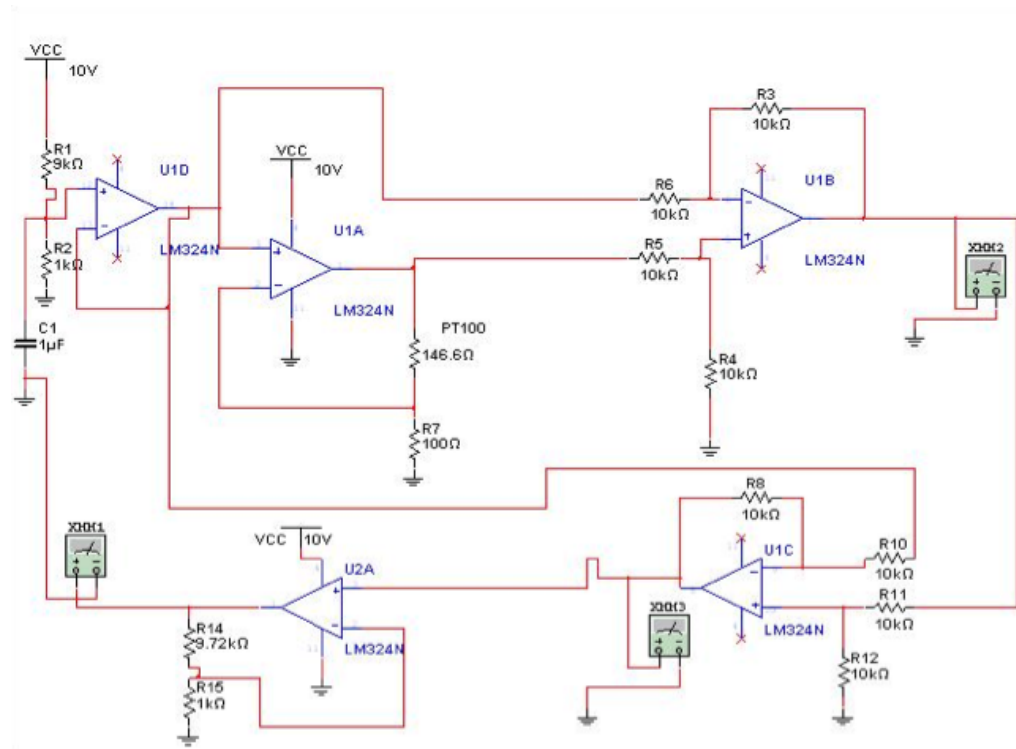 VCC
10V
R1
9kΩ
U1D
LM324N
R2
1kΩ
C1
1µF
VCC
10V
U1A
LM324N
PT100
146.6Ω
R7
100Ω
R3
10kΩ
R6
10kΩ
R5
10kΩ
U1B
LM324N
R4
10kΩ
XMM2
XMM1
VCC
10V
U2A
LM324N
R14
9.72kΩ
R15
1kΩ
R8
10kΩ
U1C
LM324N
XMM3
R10
10kΩ
R11
10kΩ
R12
10kΩ